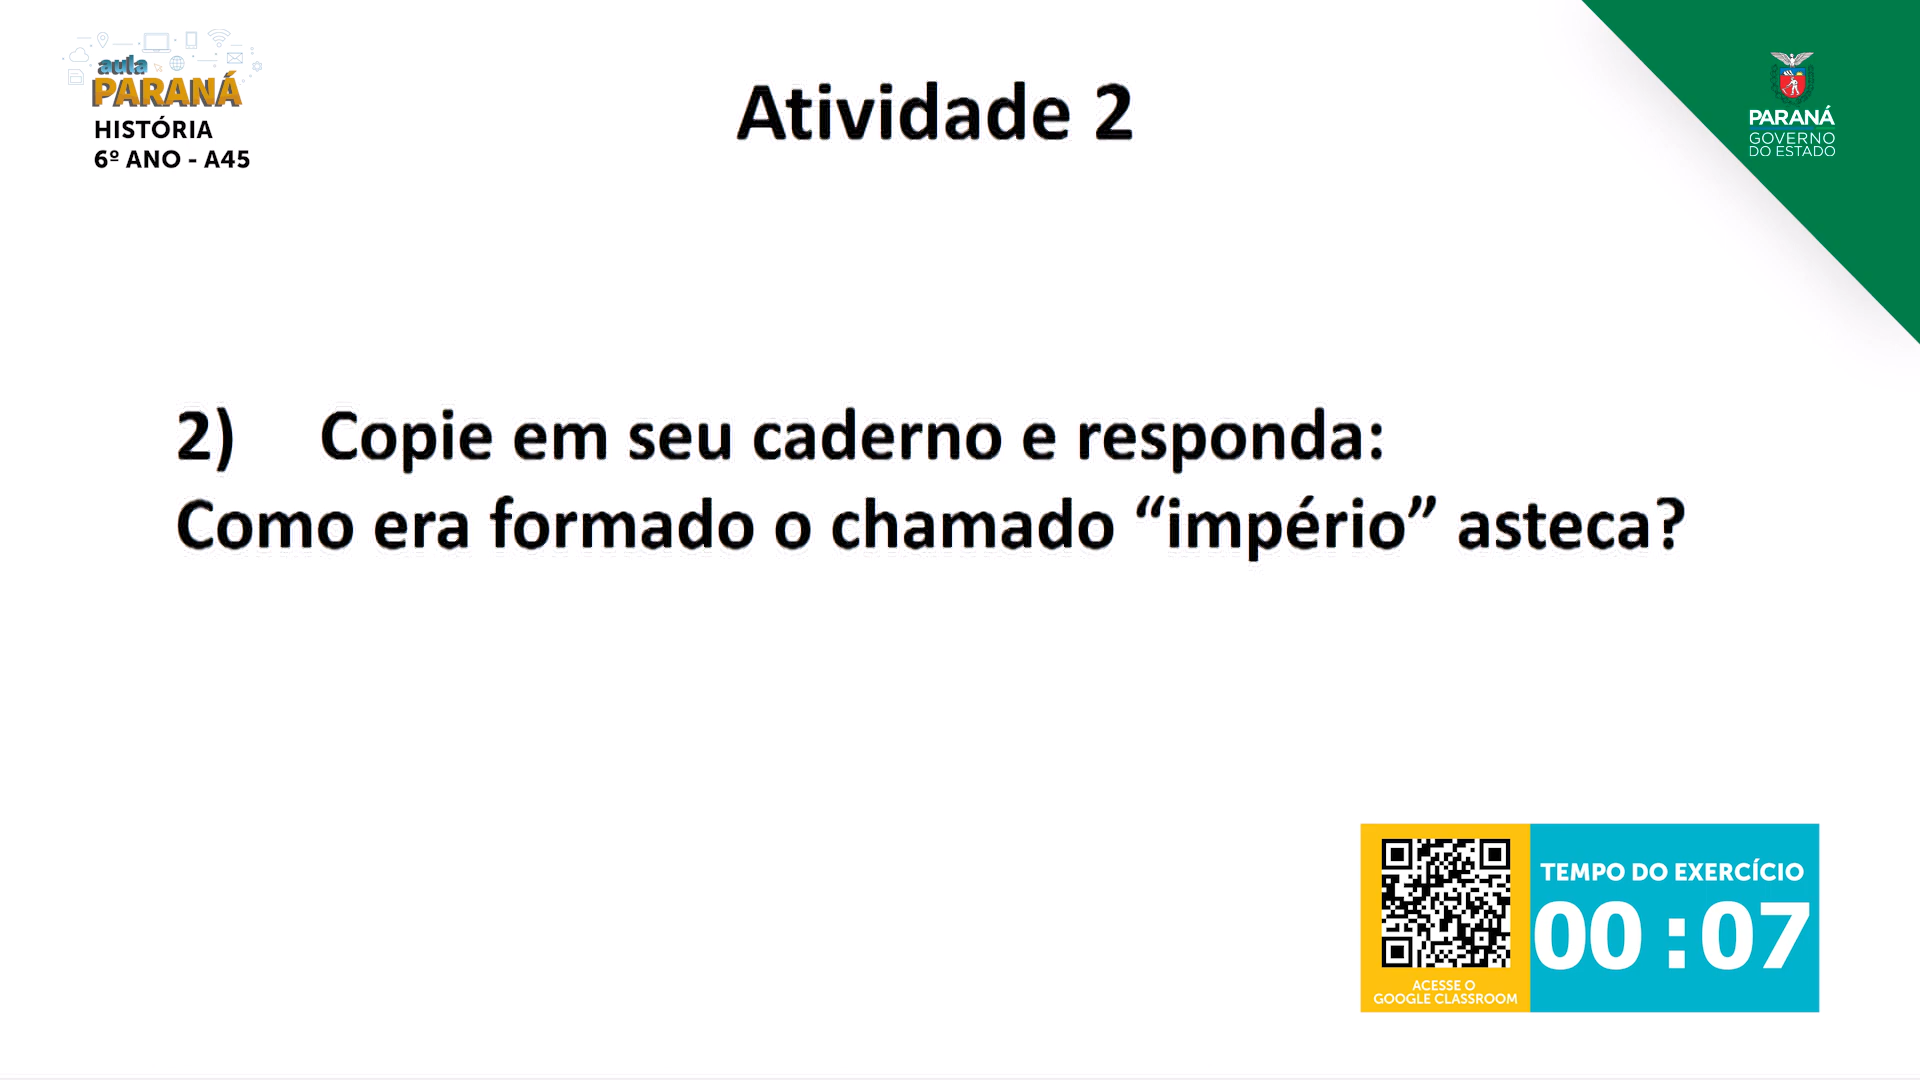 aula
PARANÁ
HISTÓRIA
6º ANO - A45
Atividade 2
PARANÁ
GOVERNO
DO ESTADO
2) Copie em seu caderno e responda:
Como era formado o chamado “império” asteca?
ACESSE O
GOOGLE CLASSROOM
TEMPO DO EXERCÍCIO
00 : 07